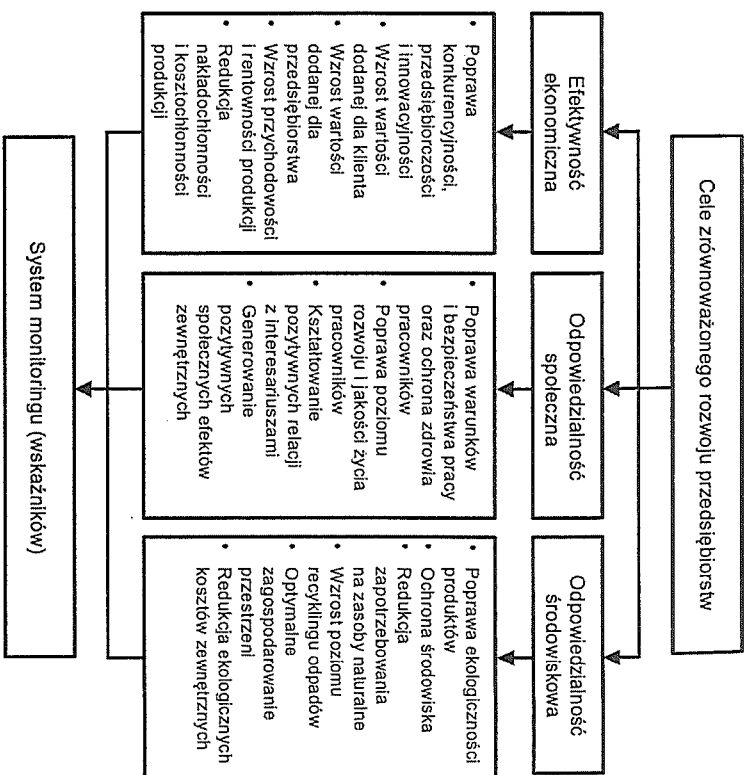 Cele zrównoważonego rozwoju przedsiębiorstw
Efektywność
ekonomiczna
• Poprawa
konkurencyjności,
przedsiębiorczości
i innowacyjności
• Wzrost wartości
dodanej dla klienta
• Wzrost wartości
dodanej dla
przedsiębiorstwa
• Wzrost przychodowości
i rentowności produkcji
• Redukcja
nakładochłonności
i kosztochłonności
produkcji
Odpowiedzialność
społeczna
• Poprawa warunków
i bezpieczeństwa pracy
oraz ochrona zdrowia
pracowników
• Poprawa poziomu
rozwoju i jakości życia
pracowników
• Kształtowanie
pozytywnych relacji
z interesariuszami
• Generowanie
pozytywnych
społecznych efektów
zewnętrznych
Odpowiedzialność
środowiskowa
• Poprawa ekologiczności
produktów
• Ochrona środowiska
• Redukcja
zapotrzebowania
na zasoby naturalne
• Wzrost poziomu
recyklingu odpadów
• Optymalne
zagospodarowanie
przestrzeni
• Redukcja ekologicznych
kosztów zewnętrznych
System monitoringu (wskaźników)